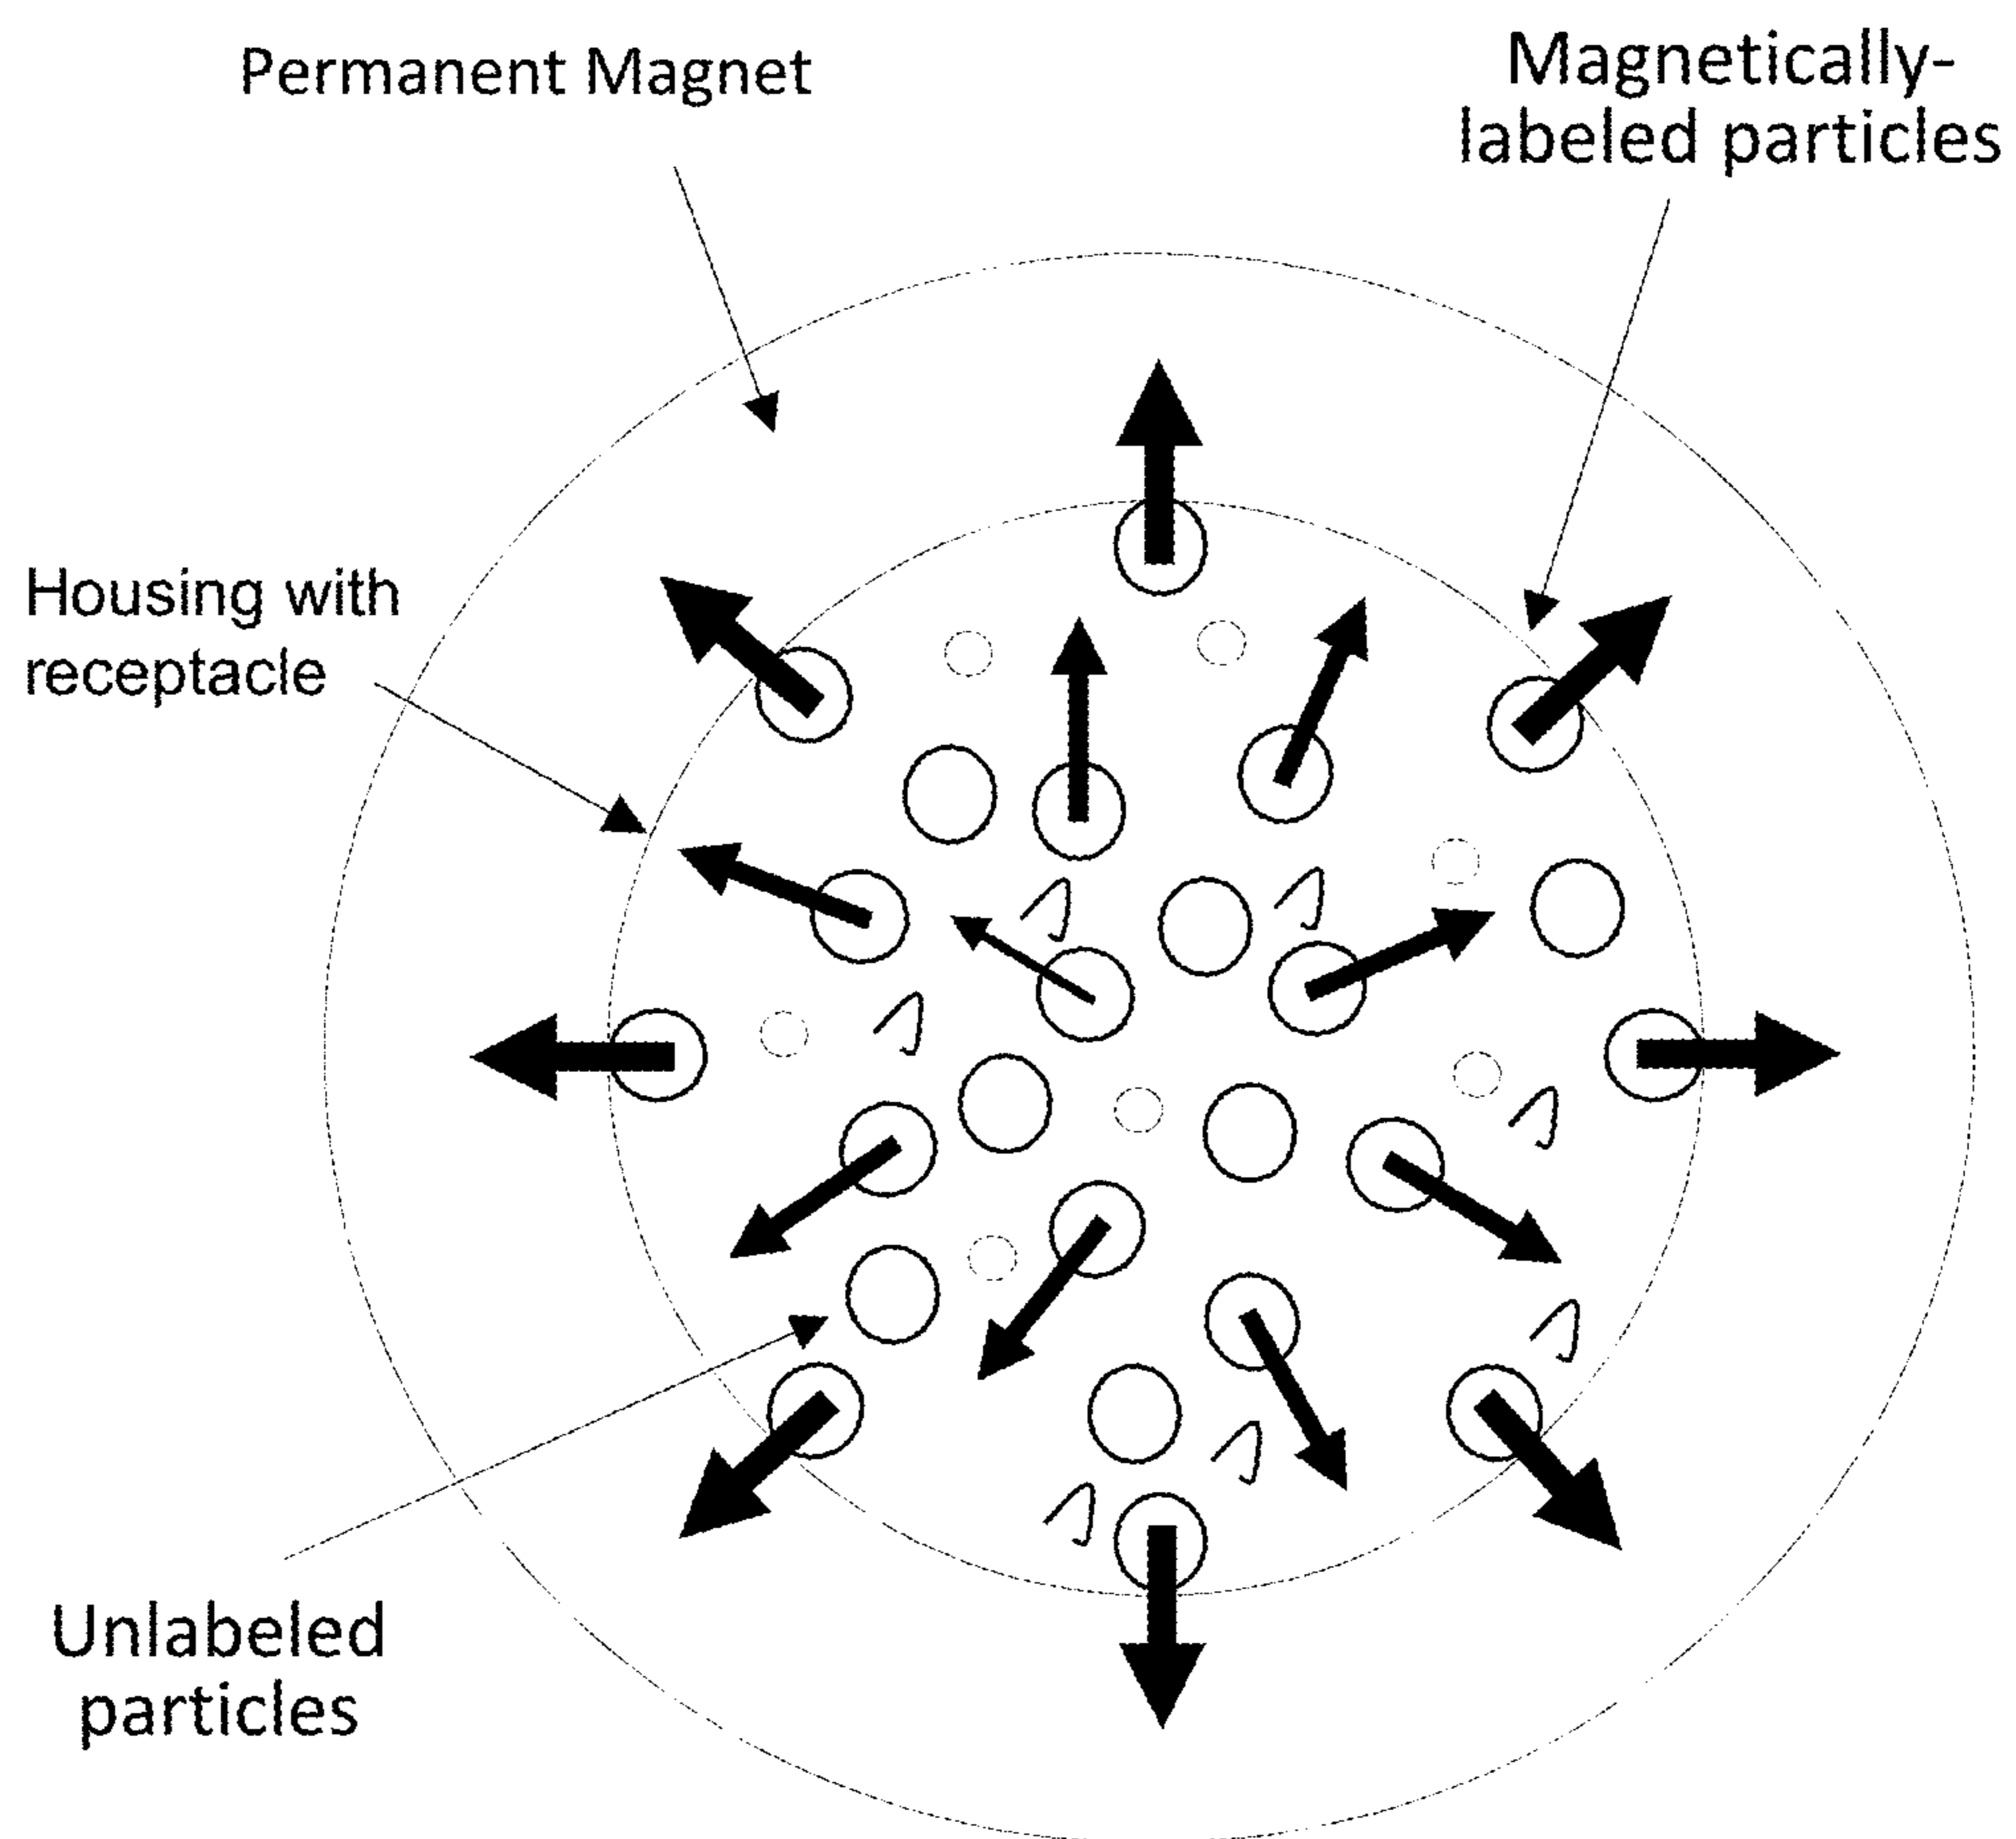 Permanent Magnet
Magnetically-
labeled particles
Housing with
receptacle
Unlabeled
particles